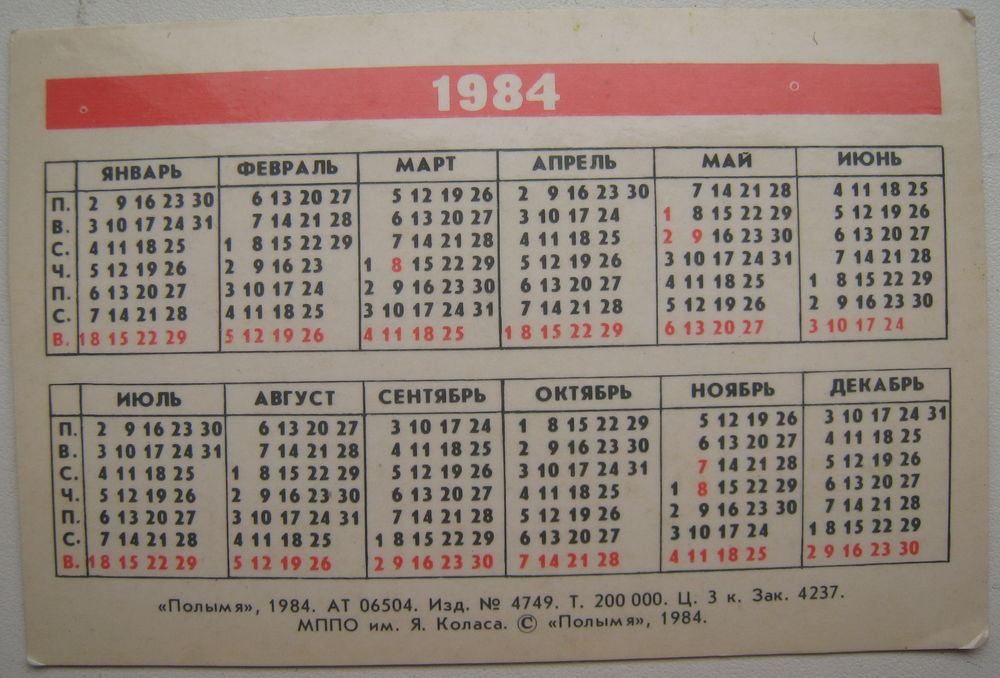 1984
ЯНВАРЬ ФЕВРАЛЬ МАРТ АПРЕЛЬ МАЙ ИЮНЬ
П. 2 9 16 23 30 6 13 20 27 5 12 19 26 2 9 16 23 30 7 14 21 28 4 11 18 25
В. 3 10 17 24 31 7 14 21 28 6 13 20 27 3 10 17 24 1 8 15 22 29 5 12 19 26
С. 4 11 18 25 1 8 15 22 29 7 14 21 28 4 11 18 25 2 9 16 23 30 6 13 20 27
Ч. 5 12 19 26 2 9 16 23 1 8 15 22 29 5 12 19 26 3 10 17 24 31 7 14 21 28
П. 6 13 20 27 3 10 17 24 2 9 16 23 30 6 13 20 27 4 11 18 25 1 8 15 22 29
С. 7 14 21 28 4 11 18 25 3 10 17 24 31 7 14 21 28 5 12 19 26 2 9 16 23 30
В. 1 8 15 22 29 5 12 19 26 4 11 18 25 1 8 15 22 29 6 13 20 27 3 10 17 24
ИЮЛЬ АВГУСТ СЕНТЯБРЬ ОКТЯБРЬ НОЯБРЬ ДЕКАБРЬ
П. 2 9 16 23 30 6 13 20 27 3 10 17 24 1 8 15 22 29 5 12 19 26 3 10 17 24 31
В. 3 10 17 24 31 7 14 21 28 4 11 18 25 2 9 16 23 30 6 13 20 27 4 11 18 25
С. 4 11 18 25 1 8 15 22 29 5 12 19 26 3 10 17 24 31 7 14 21 28 5 12 19 26
Ч. 5 12 19 26 2 9 16 23 30 6 13 20 27 4 11 18 25 1 8 15 22 29 6 13 20 27
П. 6 13 20 27 3 10 17 24 31 7 14 21 28 5 12 19 26 2 9 16 23 30 7 14 21 28
С. 7 14 21 28 4 11 18 25 1 8 15 22 29 6 13 20 27 3 10 17 24 1 8 15 22 29
В. 1 8 15 22 29 5 12 19 26 2 9 16 23 30 7 14 21 28 4 11 18 25 2 9 16 23 30
«Полымя», 1984. АТ 06504. Изд. № 4749. Т. 200 000. Ц. 3 к. Зак. 4237.
МППО им. Я. Коласа. © «Полымя», 1984.